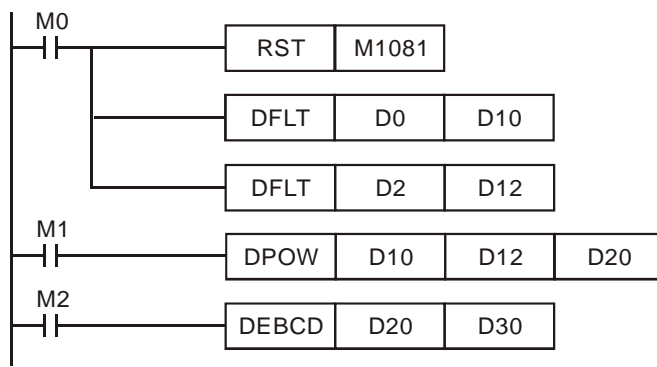 M0
RST M1081
DFLT D0 D10
DFLT D2 D12
M1
DPOW D10 D12 D20
M2
DEBCD D20 D30